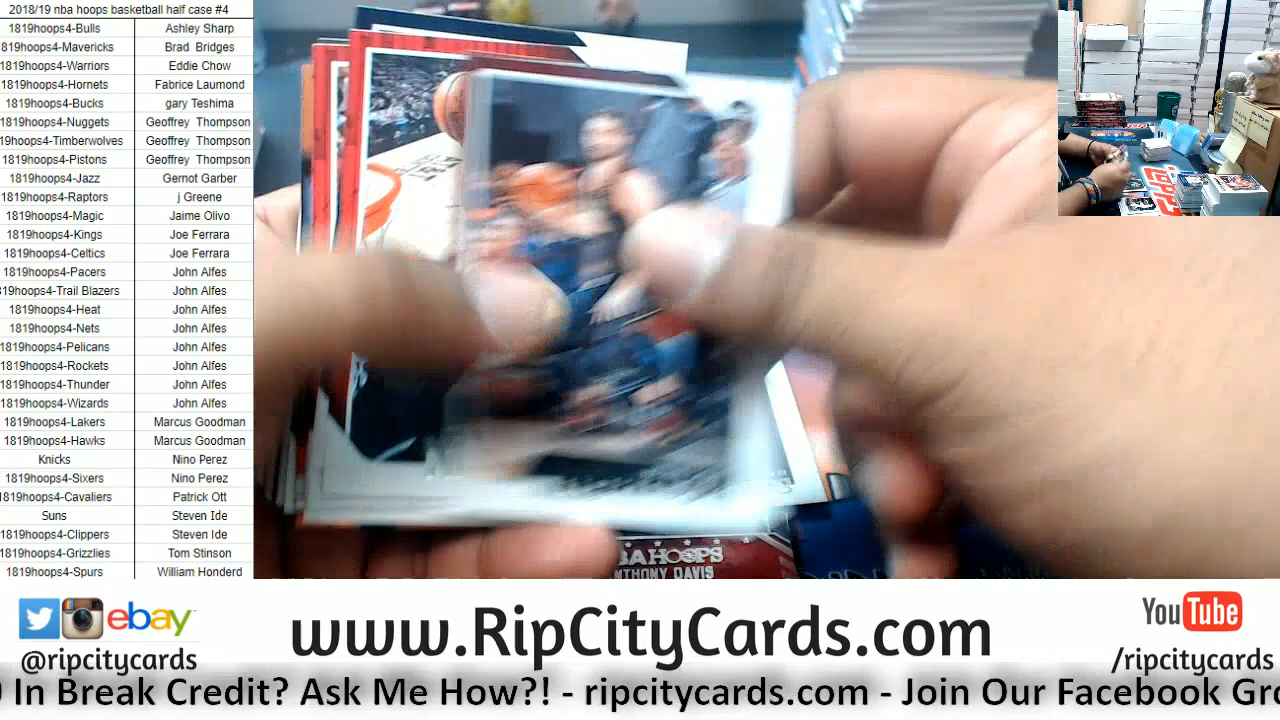 2018/19 nba hoops basketball half case #4
1819hoops4-Bulls Ashley Sharp
819hoops4-Mavericks Brad Bridges
1819hoops4-Warriors Eddie Chow
1819hoops4-Hornets Fabrice Laumond
1819hoops4-Bucks gary Teshima
1819hoops4-Nuggets Geoffrey Thompson
19hoops4-Timberwolves Geoffrey Thompson
1819hoops4-Pistons Geoffrey Thompson
1819hoops4-Jazz Gernot Garber
1819hoops4-Raptors j Greene
1819hoops4-Magic Jaime Olivo
1819hoops4-Kings Joe Ferrara
1819hoops4-Celtics Joe Ferrara
1819hoops4-Pacers John Alfes
819hoops4-Trail Blazers John Alfes
1819hoops4-Heat John Alfes
1819hoops4-Nets John Alfes
1819hoops4-Pelicans John Alfes
1819hoops4-Rockets John Alfes
1819hoops4-Thunder John Alfes
1819hoops4-Wizards John Alfes
1819hoops4-Lakers Marcus Goodman
1819hoops4-Hawks Marcus Goodman
Knicks Nino Perez
1819hoops4-Sixers Nino Perez
1819hoops4-Cavaliers Patrick Ott
Suns Steven Ide
1819hoops4-Clippers Steven Ide
1819hoops4-Grizzlies Tom Stinson
1819hoops4-Spurs William Honderd
BAHOOPS
NTHONY DAVIS
ebay
@ripcitycards
www.RipCityCards.com
YouTube
/ripcitycards
In Break Credit? Ask Me How?! - ripcitycards.com - Join Our Facebook Gro